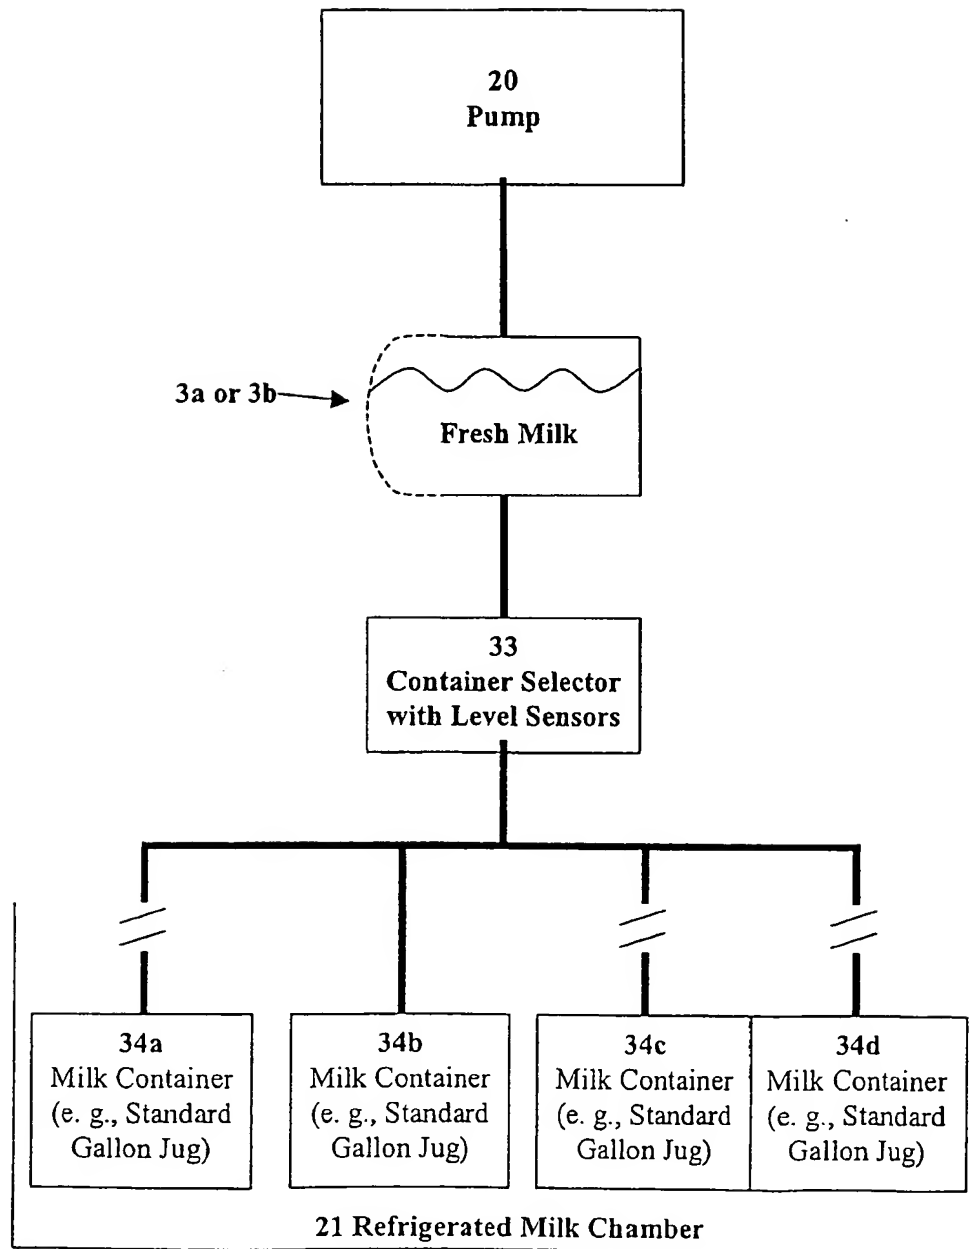 20
Pump
3a or 3b
Fresh Milk
33
Container Selector
with Level Sensors
34a
Milk Container
(e. g., Standard
Gallon Jug)
34b
Milk Container
(e. g., Standard
Gallon Jug)
34c
Milk Container
(e. g., Standard
Gallon Jug)
34d
Milk Container
(e. g., Standard
Gallon Jug)
21 Refrigerated Milk Chamber